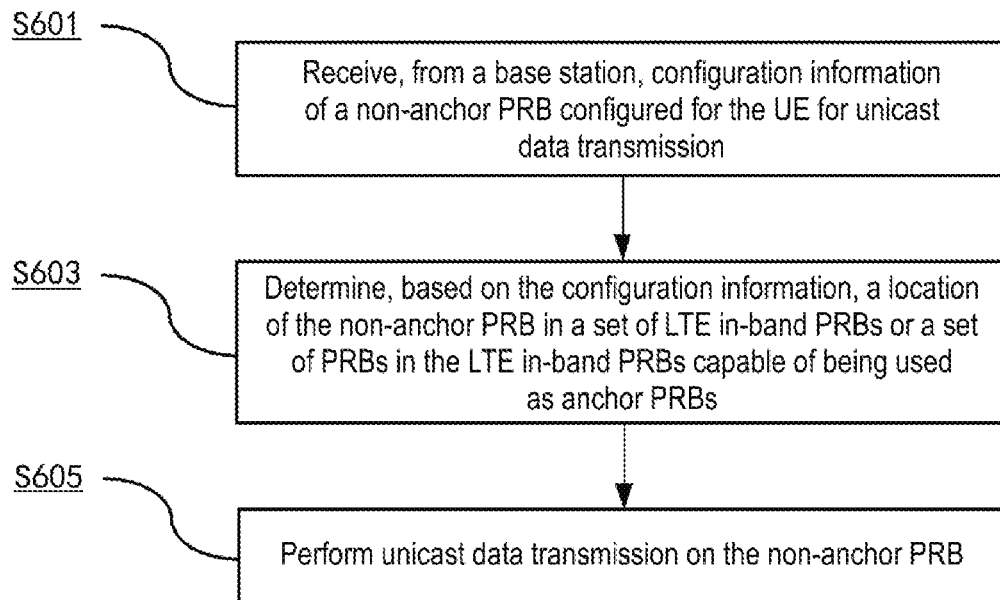 S601
Receive, from a base station, configuration information
of a non-anchor PRB configured for the UE for unicast
data transmission
S603
Determine, based on the configuration information, a location
of the non-anchor PRB in a set of LTE in-band PRBs or a set
of PRBs in the LTE in-band PRBs capable of being used
as anchor PRBs
S605
Perform unicast data transmission on the non-anchor PRB